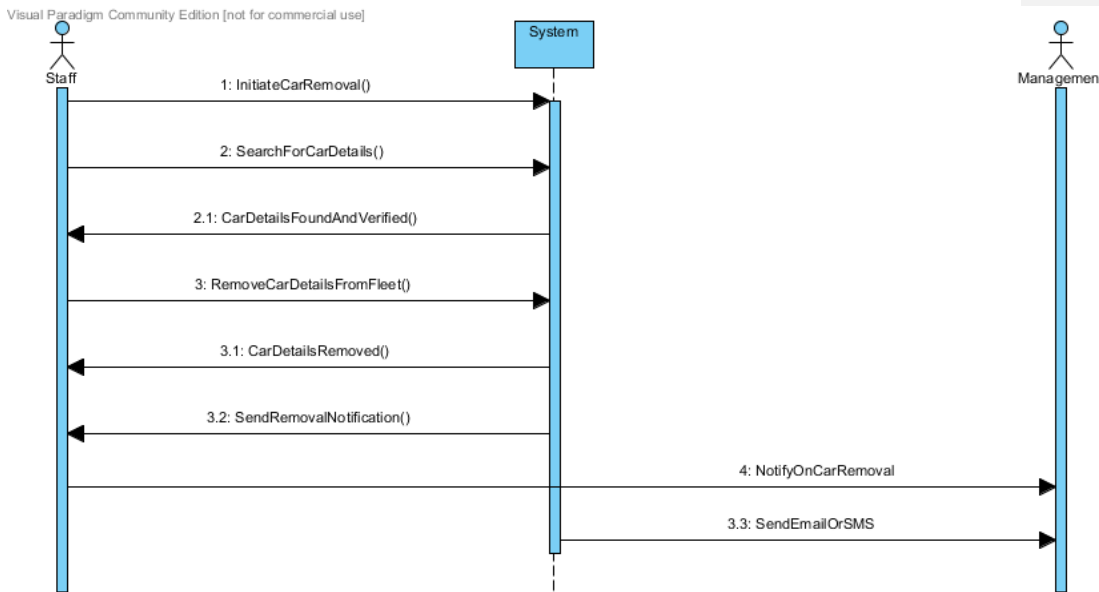 Visual Paradigm Community Edition [not for commercial use]
System
Staff
Managemen
1: InitiateCarRemoval()
2: SearchForCarDetails()
2.1: CarDetailsFoundAndVerified()
3: RemoveCarDetailsFromFleet()
3.1: CarDetailsRemoved()
3.2: SendRemovalNotification()
4: NotifyOnCarRemoval
3.3: SendEmailOrSMS